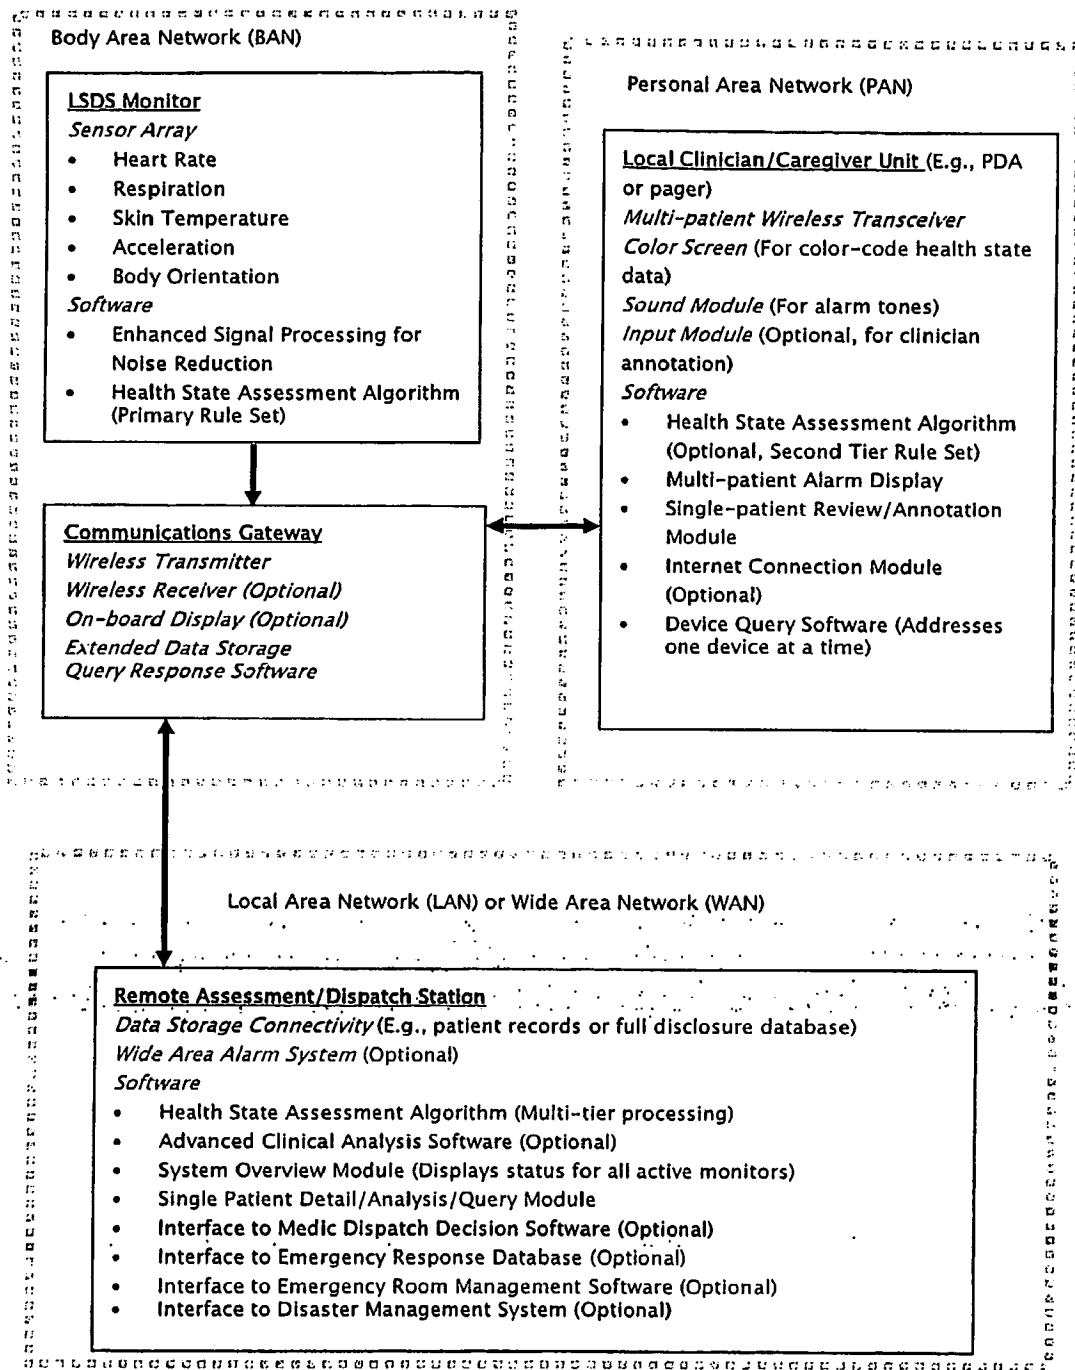 Body Area Network (BAN)
LSDS Monitor
Sensor Array
• Heart Rate
• Respiration
• Skin Temperature
• Acceleration
• Body Orientation
Software
• Enhanced Signal Processing for
Noise Reduction
• Health State Assessment Algorithm
(Primary Rule Set)
Communications Gateway
Wireless Transmitter
Wireless Receiver (Optional)
On-board Display (Optional)
Extended Data Storage
Query Response Software
Personal Area Network (PAN)
Local Clinician/Caregiver Unit (E.g., PDA
or pager)
Multi-patient Wireless Transceiver
Color Screen (For color-code health state
data)
Sound Module (For alarm tones)
Input Module (Optional, for clinician
annotation)
Software
• Health State Assessment Algorithm
(Optional, Second Tier Rule Set)
• Multi-patient Alarm Display
• Single-patient Review/Annotation
Module
• Internet Connection Module
(Optional)
• Device Query Software (Addresses
one device at a time)
Local Area Network (LAN) or Wide Area Network (WAN)
Remote Assessment/Dispatch Station
Data Storage Connectivity (E.g., patient records or full disclosure database)
Wide Area Alarm System (Optional)
Software
• Health State Assessment Algorithm (Multi-tier processing)
• Advanced Clinical Analysis Software (Optional)
• System Overview Module (Displays status for all active monitors)
• Single Patient Detail/Analysis/Query Module
• Interface to Medic Dispatch Decision Software (Optional)
• Interface to Emergency Response Database (Optional)
• Interface to Emergency Room Management Software (Optional)
• Interface to Disaster Management System (Optional)